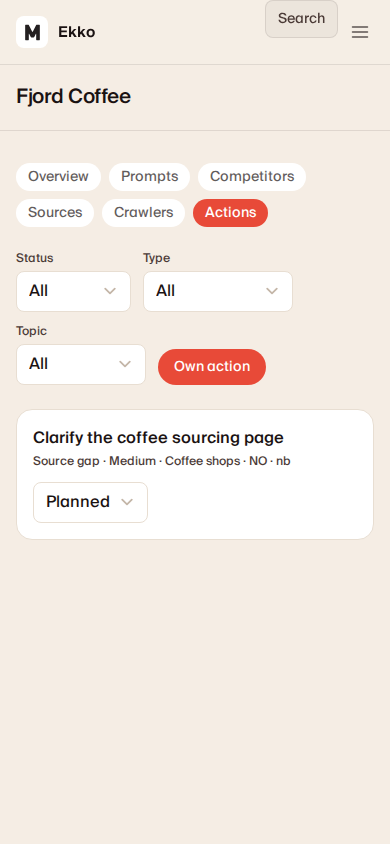 Ekko
Search
Fjord Coffee
Overview
Prompts
Competitors
Sources
Crawlers
Actions
Status
Type
All
All
Topic
All
Own action
Clarify the coffee sourcing page
Source gap · Medium · Coffee shops · NO · nb
Planned